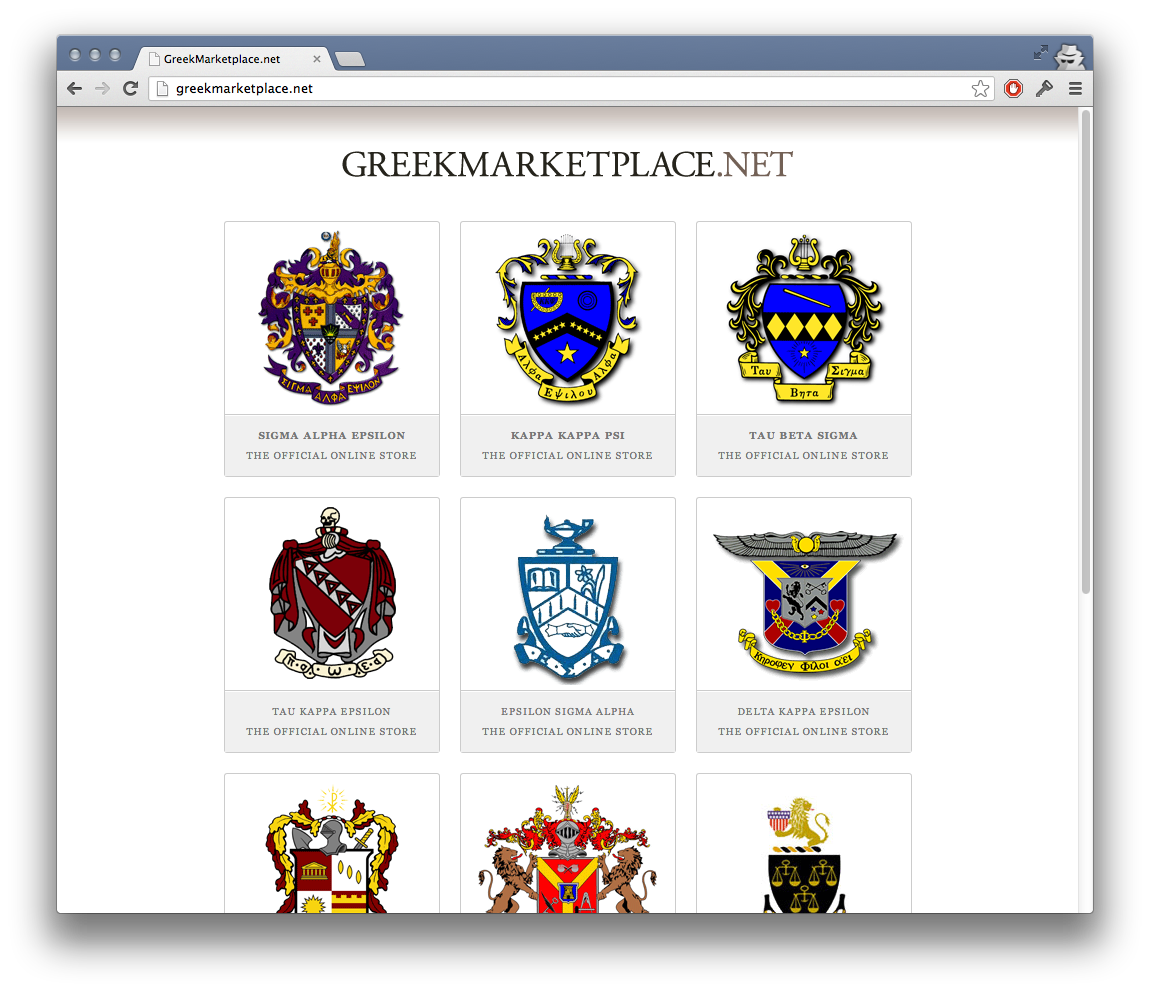 GreekMarketplace.net
greekmarketplace.net
GREEKMARKETPLACE.NET
ΣΙΓΜΑ ΑΛΦΑ ΕΨΙΛΟΝ
Αλφα Εψιλου Αλφα
Ταυ Βητα Σιγμα
SIGMA ALPHA EPSILON
THE OFFICIAL ONLINE STORE
KAPPA KAPPA PSI
THE OFFICIAL ONLINE STORE
TAU BETA SIGMA
THE OFFICIAL ONLINE STORE
Κηροθεν Φιλοι αει
TAU KAPPA EPSILON
THE OFFICIAL ONLINE STORE
EPSILON SIGMA ALPHA
THE OFFICIAL ONLINE STORE
DELTA KAPPA EPSILON
THE OFFICIAL ONLINE STORE